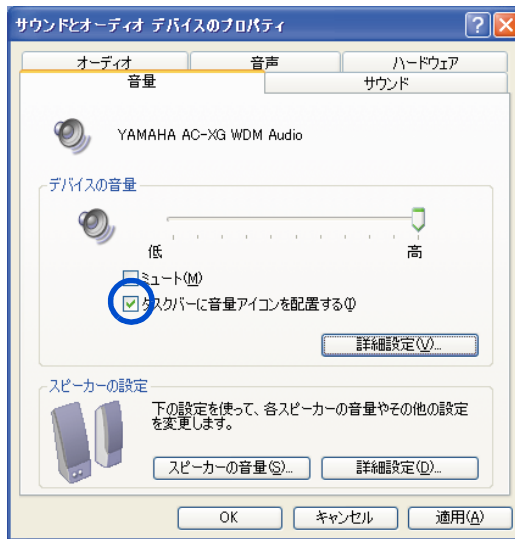 サウンドとオーディオ デバイスのプロパティ
オーディオ 音声 ハードウェア
音量 サウンド
YAMAHA AC-XG WDM Audio
デバイスの音量
低 高
ミュート(M)
タスクバーに音量アイコンを配置する(I)
詳細設定(V)...
スピーカーの設定
下の設定を使って、各スピーカーの音量やその他の設定
を変更します。
スピーカーの音量(S)... 詳細設定(D)...
OK キャンセル 適用(A)